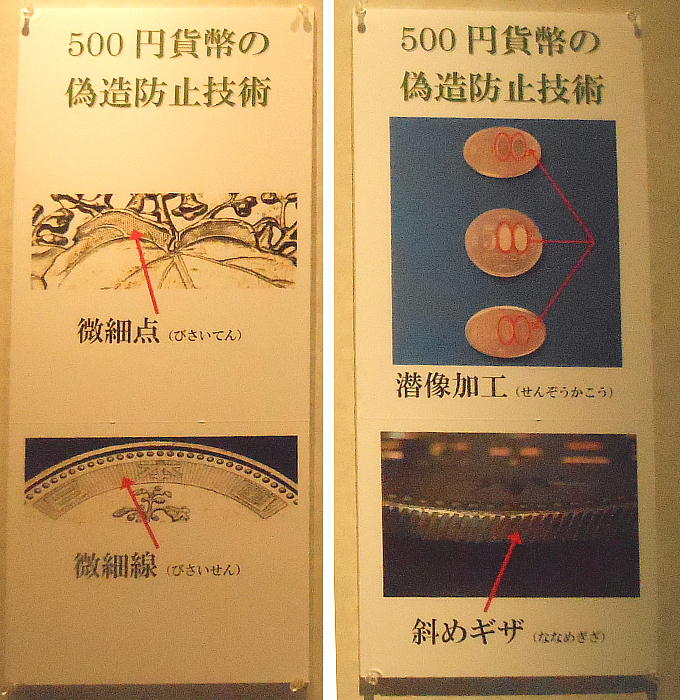 500円貨幣の
偽造防止技術
微細点（びさいてん）
微細線（びさいせん）
500円貨幣の
偽造防止技術
潜像加工（せんぞうかこう）
斜めギザ（ななめぎざ）